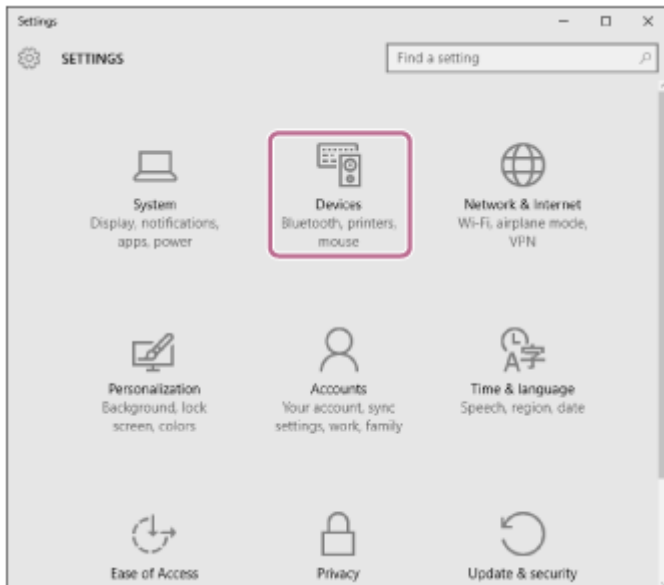 Settings
SETTINGS
Find a setting
System
Display, notifications,
apps, power
Devices
Bluetooth, printers,
mouse
Network & Internet
Wi-Fi, airplane mode,
VPN
Personalization
Background, lock
screen, colors
Accounts
Your account, sync
settings, work, family
Time & language
Speech, region, date
A字
Ease of Access
Privacy
Update & security